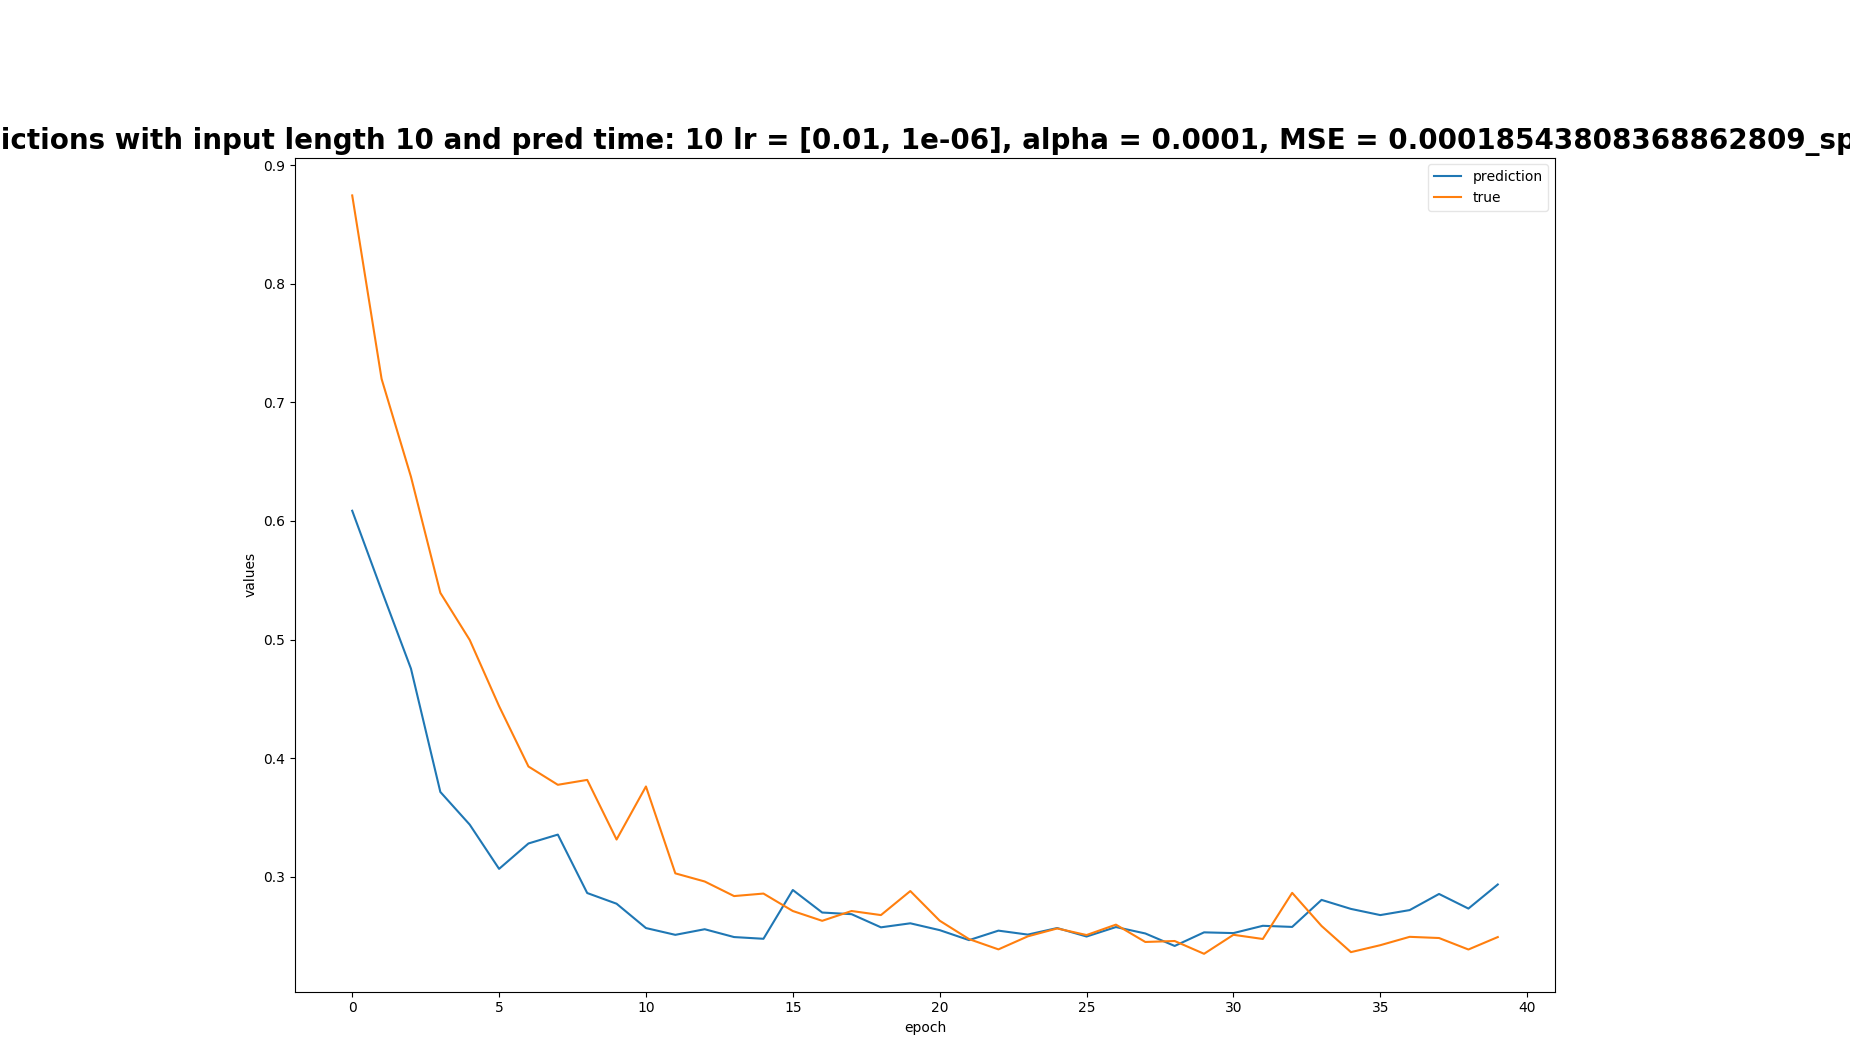 ictions with input length 10 and pred time: 10 lr = [0.01, 1e-06], alpha = 0.0001, MSE = 0.00018543808368862809_sp
prediction
true
0.9
0.8
0.7
0.6
0.5
0.4
0.3
values
0 5 10 15 20 25 30 35 40
epoch